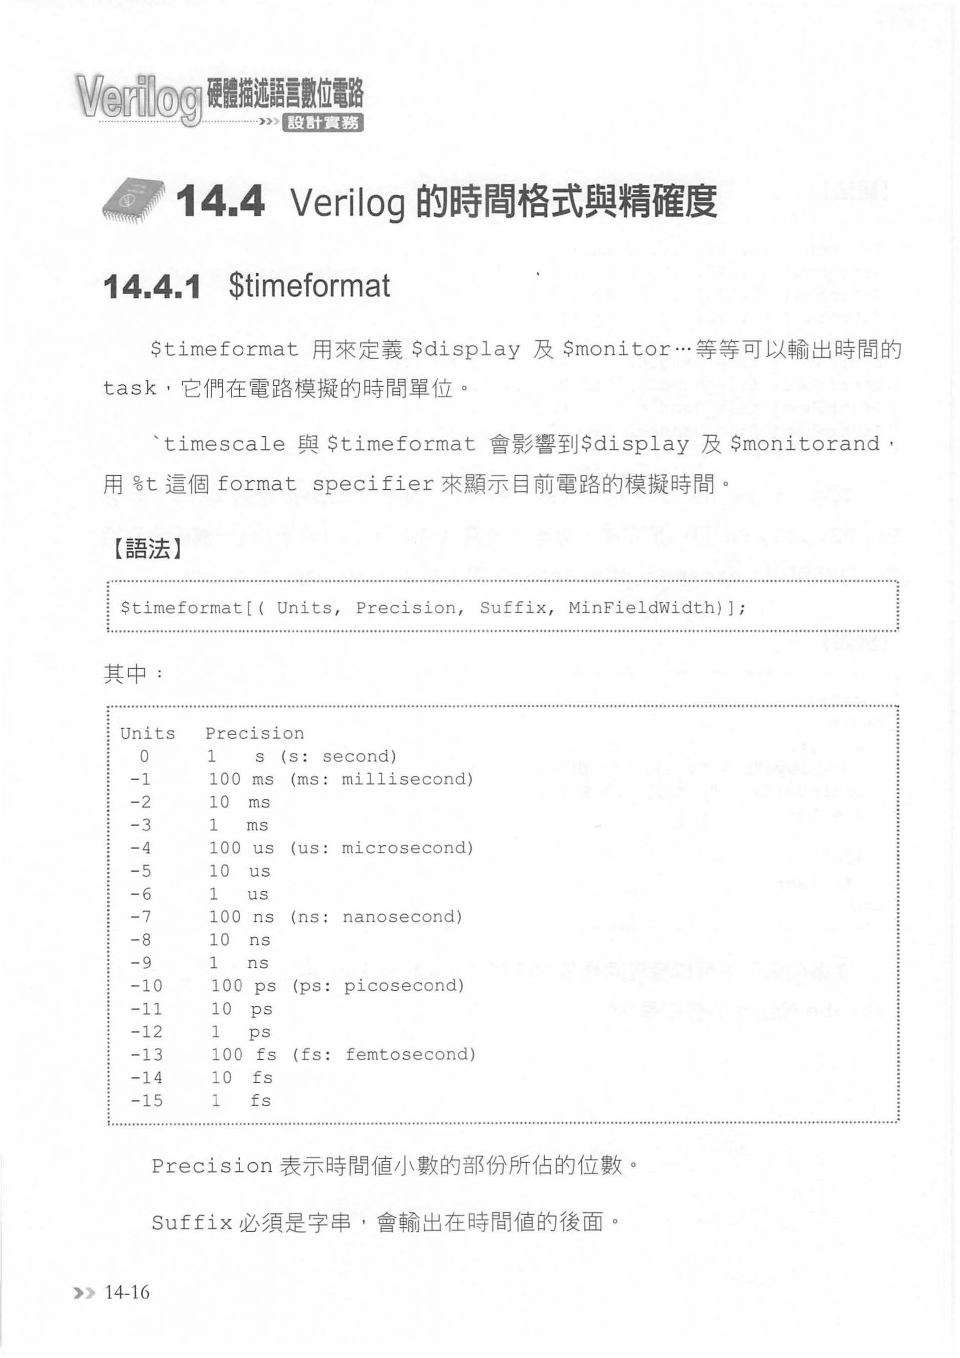 Verilog 硬體描述語言數位電路
>>> 設計實務
14.4 Verilog 的時間格式與精確度
14.4.1 $timeformat
$timeformat 用來定義 $display 及 $monitor…等等可以輸出時間的
task，它們在電路模擬的時間單位。
`timescale 與 $timeformat 會影響到$display 及 $monitorand，
用 %t 這個 format specifier 來顯示目前電路的模擬時間。
【語法】
$timeformat[( Units, Precision, Suffix, MinFieldWidth)];
其中：
Units Precision
0 1 s (s: second)
-1 100 ms (ms: millisecond)
-2 10 ms
-3 1 ms
-4 100 us (us: microsecond)
-5 10 us
-6 1 us
-7 100 ns (ns: nanosecond)
-8 10 ns
-9 1 ns
-10 100 ps (ps: picosecond)
-11 10 ps
-12 1 ps
-13 100 fs (fs: femtosecond)
-14 10 fs
-15 1 fs
Precision 表示時間值小數的部份所佔的位數。
Suffix 必須是字串，會輸出在時間值的後面。
>> 14-16